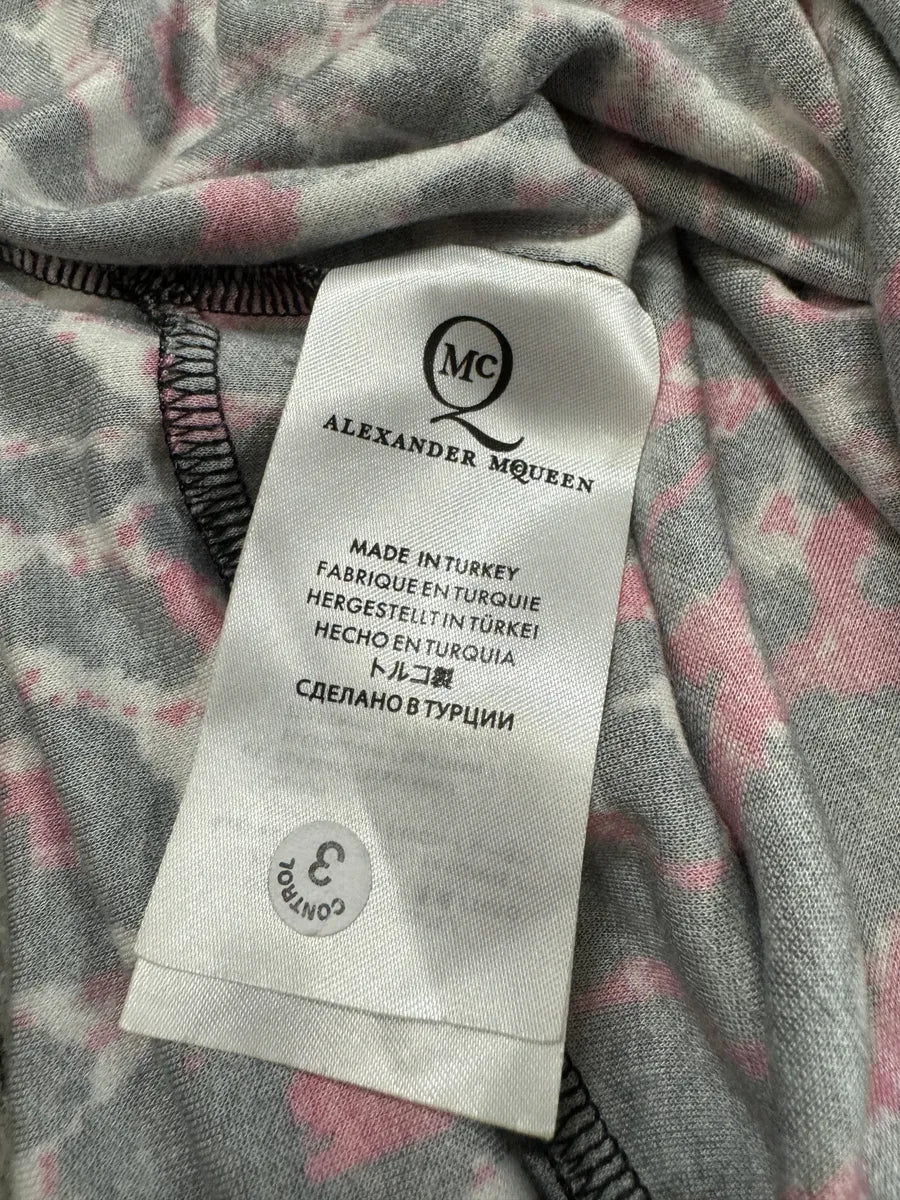 McQ
ALEXANDER McQUEEN
MADE IN TURKEY
FABRIQUE EN TURQUIE
HERGESTELLT IN TÜRKEI
HECHO EN TURQUIA
トルコ製
СДЕЛАНО В ТУРЦИИ
3
CONTROL